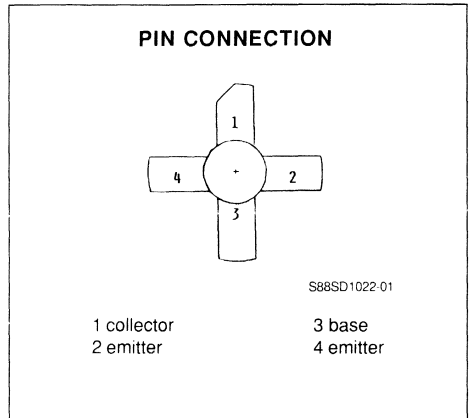 PIN CONNECTION
1
4
2
3
S88SD1022-01
1 collector
3 base
2 emitter
4 emitter